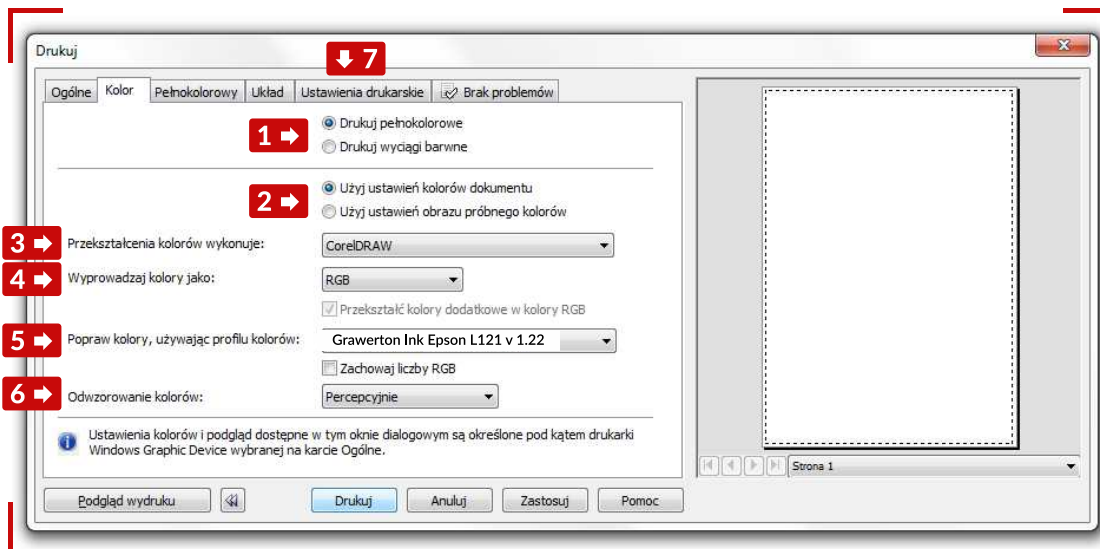 Drukuj
7
Ogólne Kolor Pełnokolorowy Układ Ustawienia drukarskie Brak problemów
1 Drukuj pełnokolorowe
Drukuj wyciągi barwne
2 Użyj ustawień kolorów dokumentu
Użyj ustawień obrazu próbnego kolorów
3 Przekształcenia kolorów wykonuje: CorelDRAW
4 Wyprowadzaj kolory jako: RGB
Przekształć kolory dodatkowe w kolory RGB
5 Popraw kolory, używając profilu kolorów: Grawerton Ink Epson L121 v 1.22
Zachowaj liczby RGB
6 Odwzorowanie kolorów: Percepcyjnie
Ustawienia kolorów i podgląd dostępne w tym oknie dialogowym są określone pod kątem drukarki
Windows Graphic Device wybranej na karcie Ogólne.
Strona 1
Podgląd wydruku Drukuj Anuluj Zastosuj Pomoc